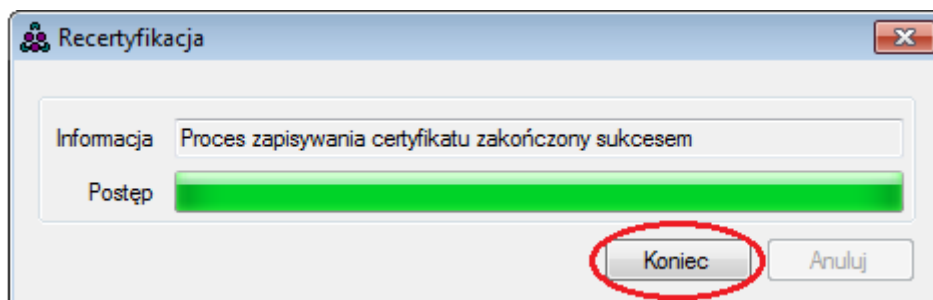 Recertyfikacja
Informacja Proces zapisywania certyfikatu zakończony sukcesem
Postęp
Koniec Anuluj